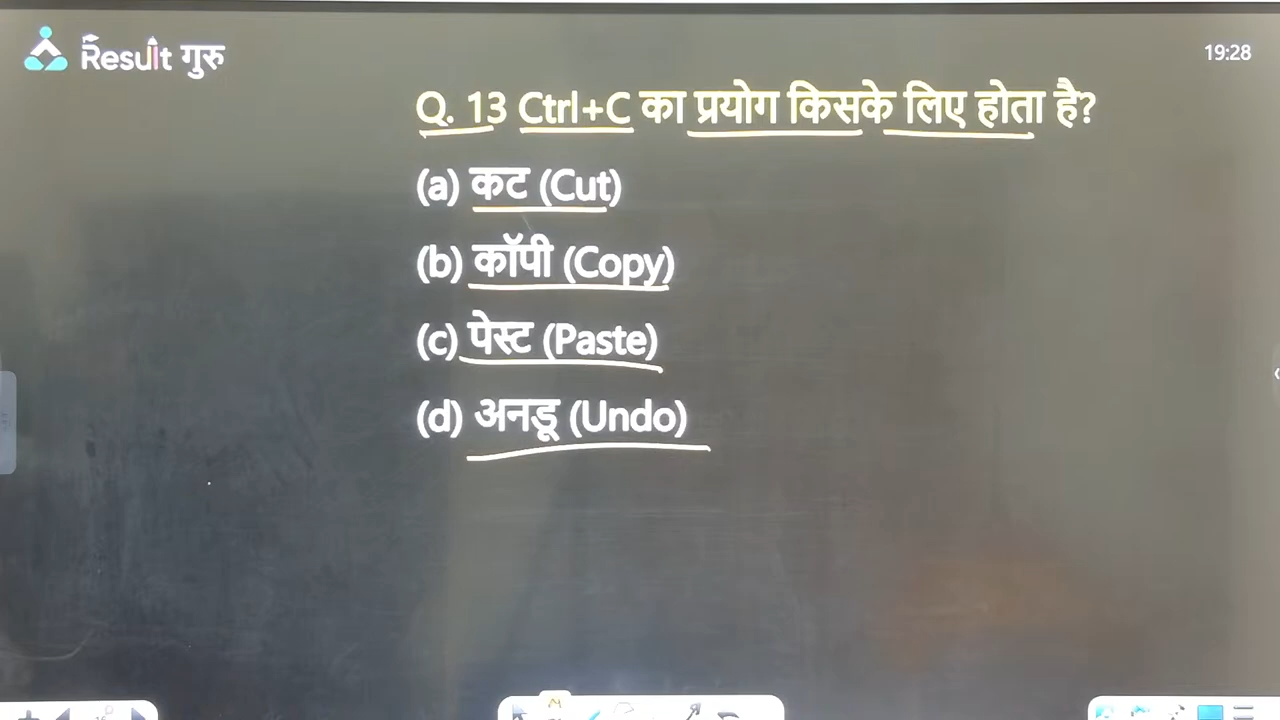 Result गुरु
19:28
Q. 13 Ctrl+C का प्रयोग किसके लिए होता है?
(a) कट (Cut)
(b) कॉपी (Copy)
(c) पेस्ट (Paste)
(d) अनडू (Undo)